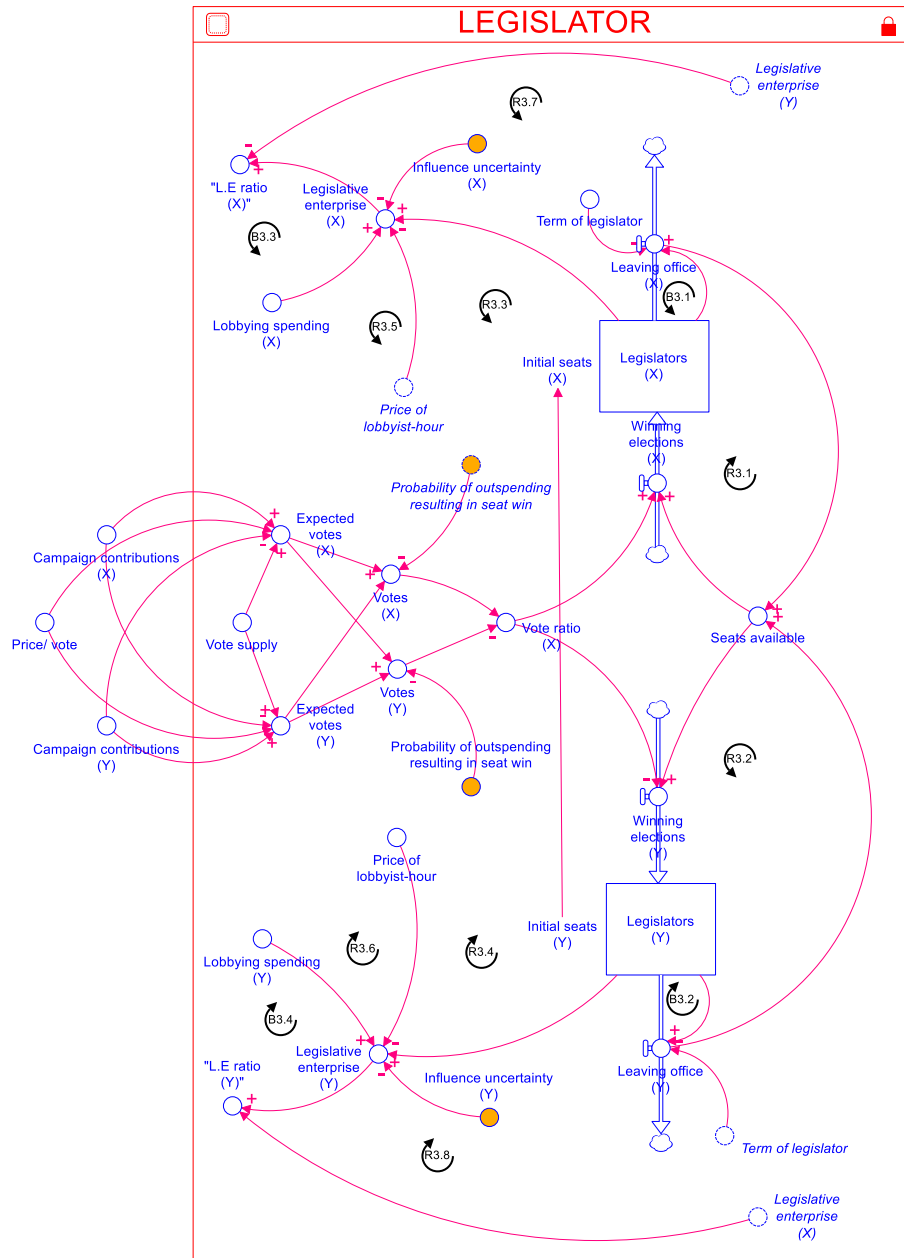 LEGISLATOR
Legislative
enterprise
(Y)
R3.7
-
"L.E ratio
(X)"
+
Influence uncertainty
(X)
Legislative
enterprise
(X)
-
+
+
-
Term of legislator
-
+
Leaving office
(X)
B3.3
B3.1
R3.3
R3.5
Lobbying spending
(X)
Initial seats
(X)
Legislators
(X)
Price of
lobbyist-hour
Winning
elections
(X)
+
+
R3.1
Probability of outspending
resulting in seat win
Campaign contributions
(X)
+
-
+
Expected
votes
(X)
-
+
Votes
(X)
Price/ vote
Vote supply
Vote ratio
(X)
-
+
+
Seats available
+
-
Votes
(Y)
+
-
+
Expected
votes
(Y)
Campaign contributions
(Y)
Probability of outspending
resulting in seat win
R3.2
-
+
Winning
elections
(Y)
Price of
lobbyist-hour
Initial seats
(Y)
Legislators
(Y)
Lobbying spending
(Y)
R3.6
R3.4
B3.4
B3.2
+
-
+
-
Legislative
enterprise
(Y)
+
-
Leaving office
(Y)
"L.E ratio
(Y)"
+
Influence uncertainty
(Y)
R3.8
Term of legislator
Legislative
enterprise
(X)